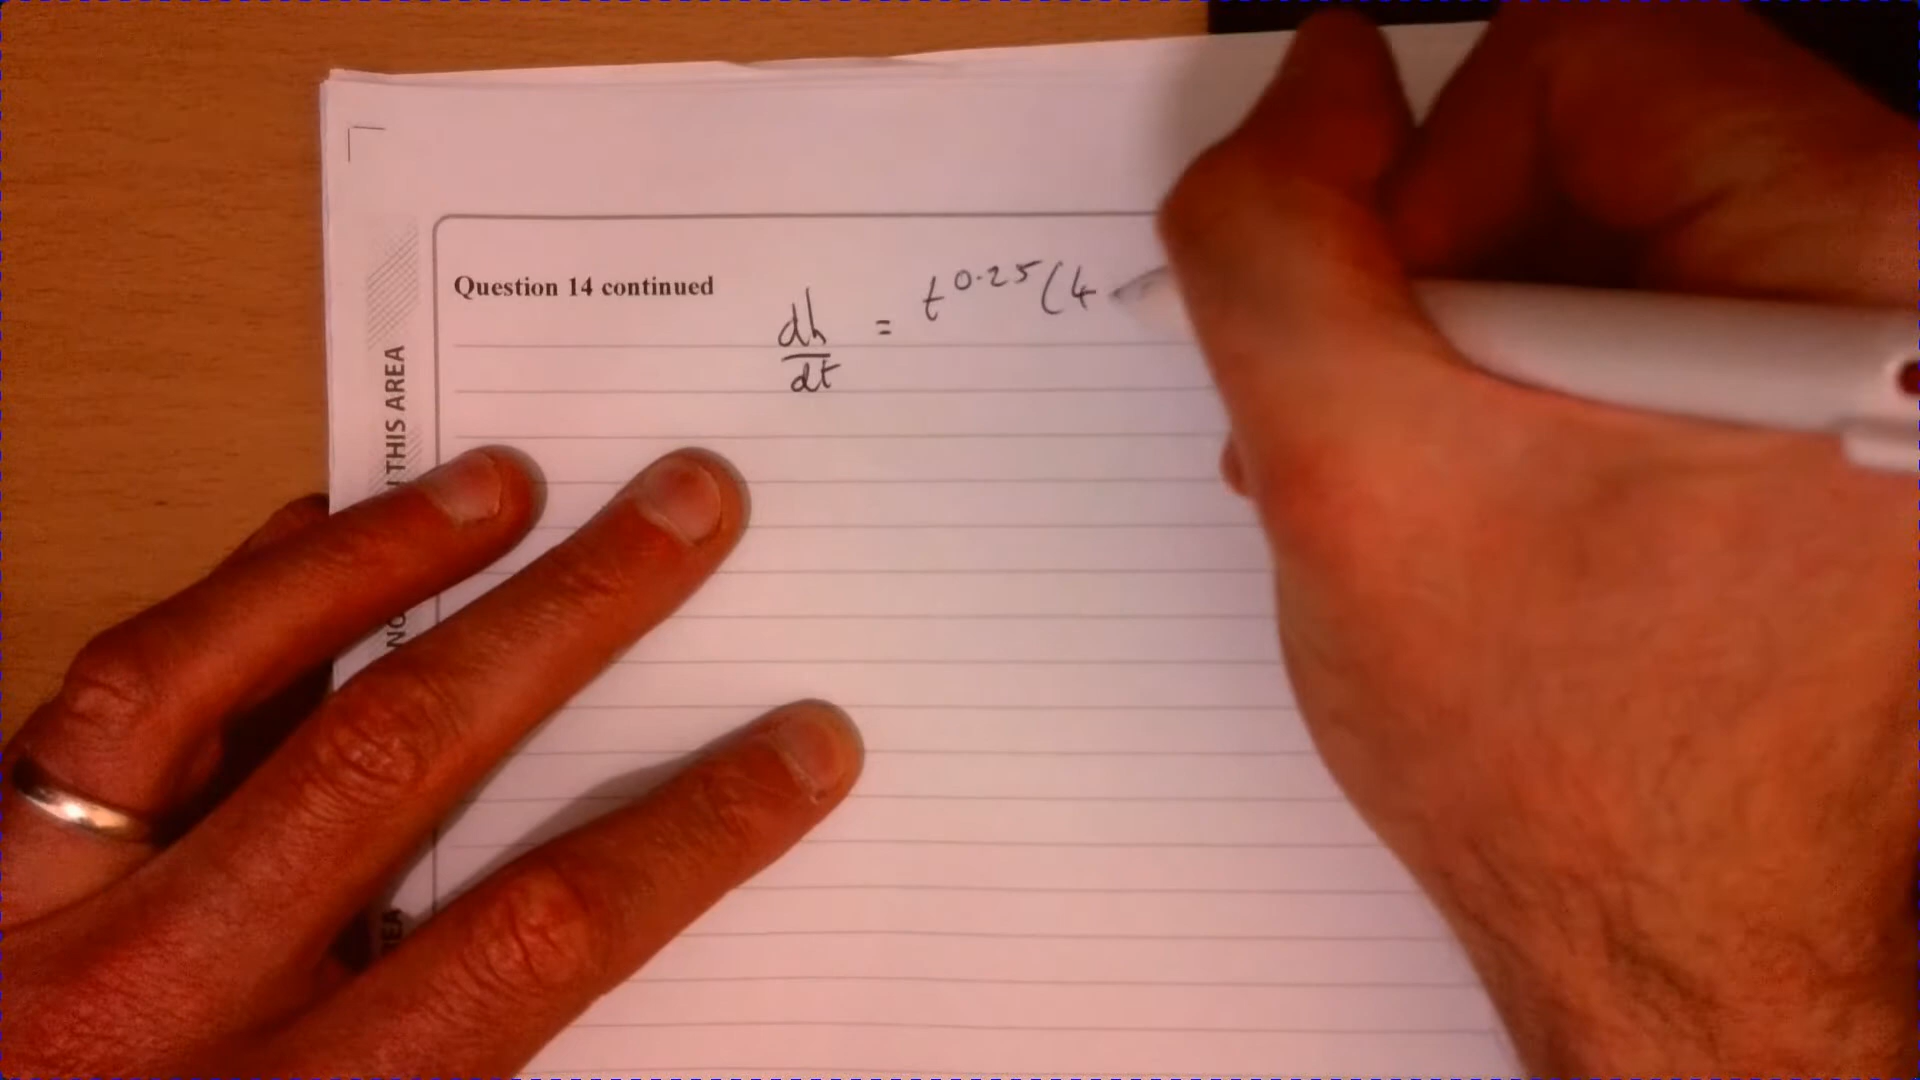 Question 14 continued
dh/dt = t^0.25(4
THIS AREA